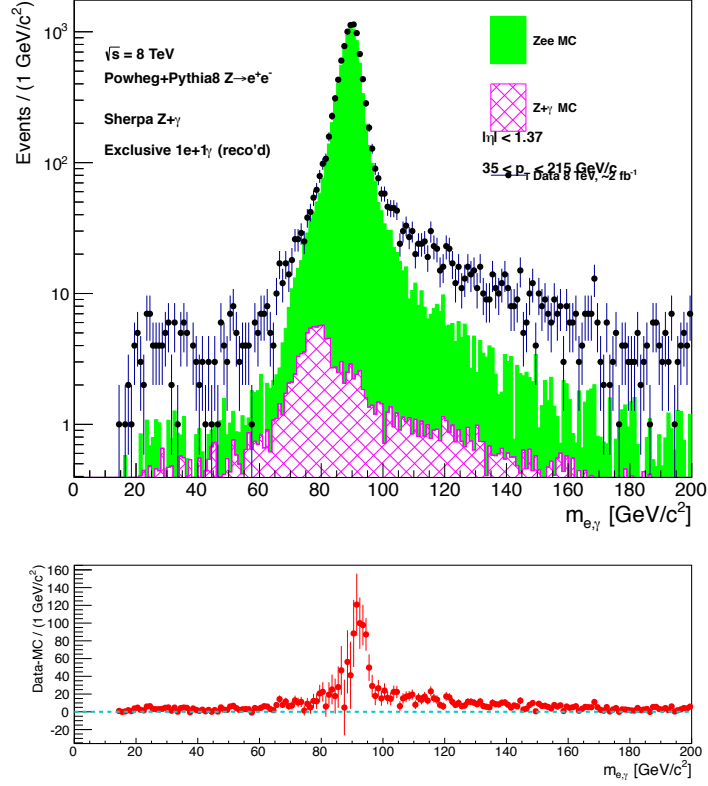 10³
10²
10
1
Events / (1 GeV/c²)
√s = 8 TeV
Powheg+Pythia8 Z→e⁺e⁻
Sherpa Z+γ
Exclusive 1e+1γ (reco'd)
Zee MC
Z+γ MC
|η| < 1.37
35 < p_T < 215 GeV/c
Data 8 TeV, ~2 fb⁻¹
0 20 40 60 80 100 120 140 160 180 200
m_{e,γ} [GeV/c²]
160
140
120
100
80
60
40
20
0
-20
Data-MC / (1 GeV/c²)
0 20 40 60 80 100 120 140 160 180 200
m_{e,γ} [GeV/c²]